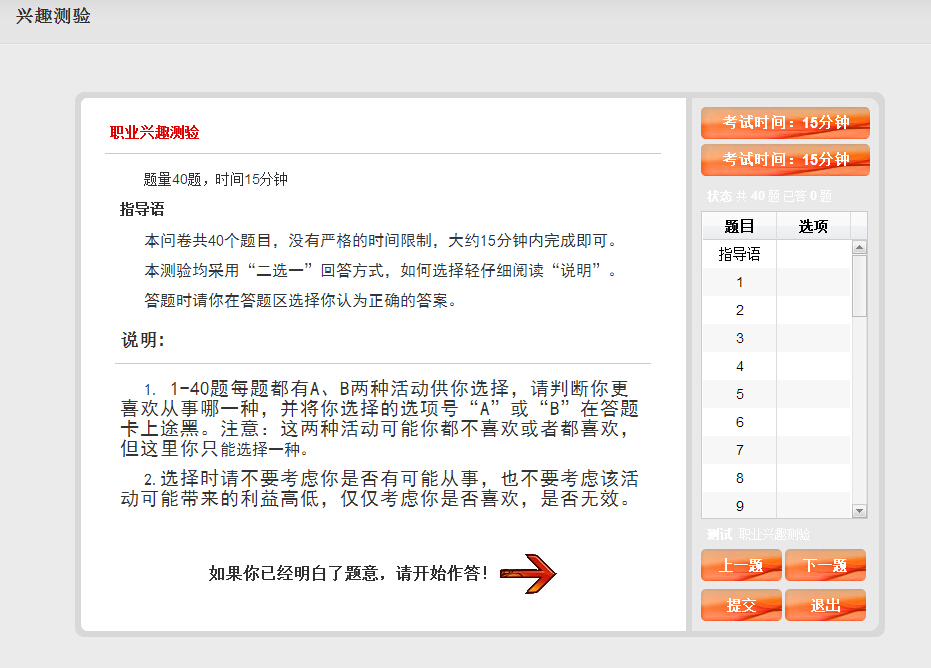 兴趣测验
职业兴趣测验
题量40题，时间15分钟
指导语
本问卷共40个题目，没有严格的时间限制，大约15分钟内完成即可。
本测验均采用“二选一”回答方式，如何选择轻仔细阅读“说明”。
答题时请你在答题区选择你认为正确的答案。
说明：
1. 1-40题每题都有A、B两种活动供你选择，请判断你更
喜欢从事哪一种，并将你选择的选项号“A”或“B”在答题
卡上途黑。注意：这两种活动可能你都不喜欢或者都喜欢，
但这里你只能选择一种。
2.选择时请不要考虑你是否有可能从事，也不要考虑该活
动可能带来的利益高低，仅仅考虑你是否喜欢，是否无效。
如果你已经明白了题意，请开始作答！
考试时间：15分钟
考试时间：15分钟
状态 共 40 题 已答 0 题
题目 选项
指导语
1
2
3
4
5
6
7
8
9
测试 职业兴趣测验
上一题 下一题
提交 退出